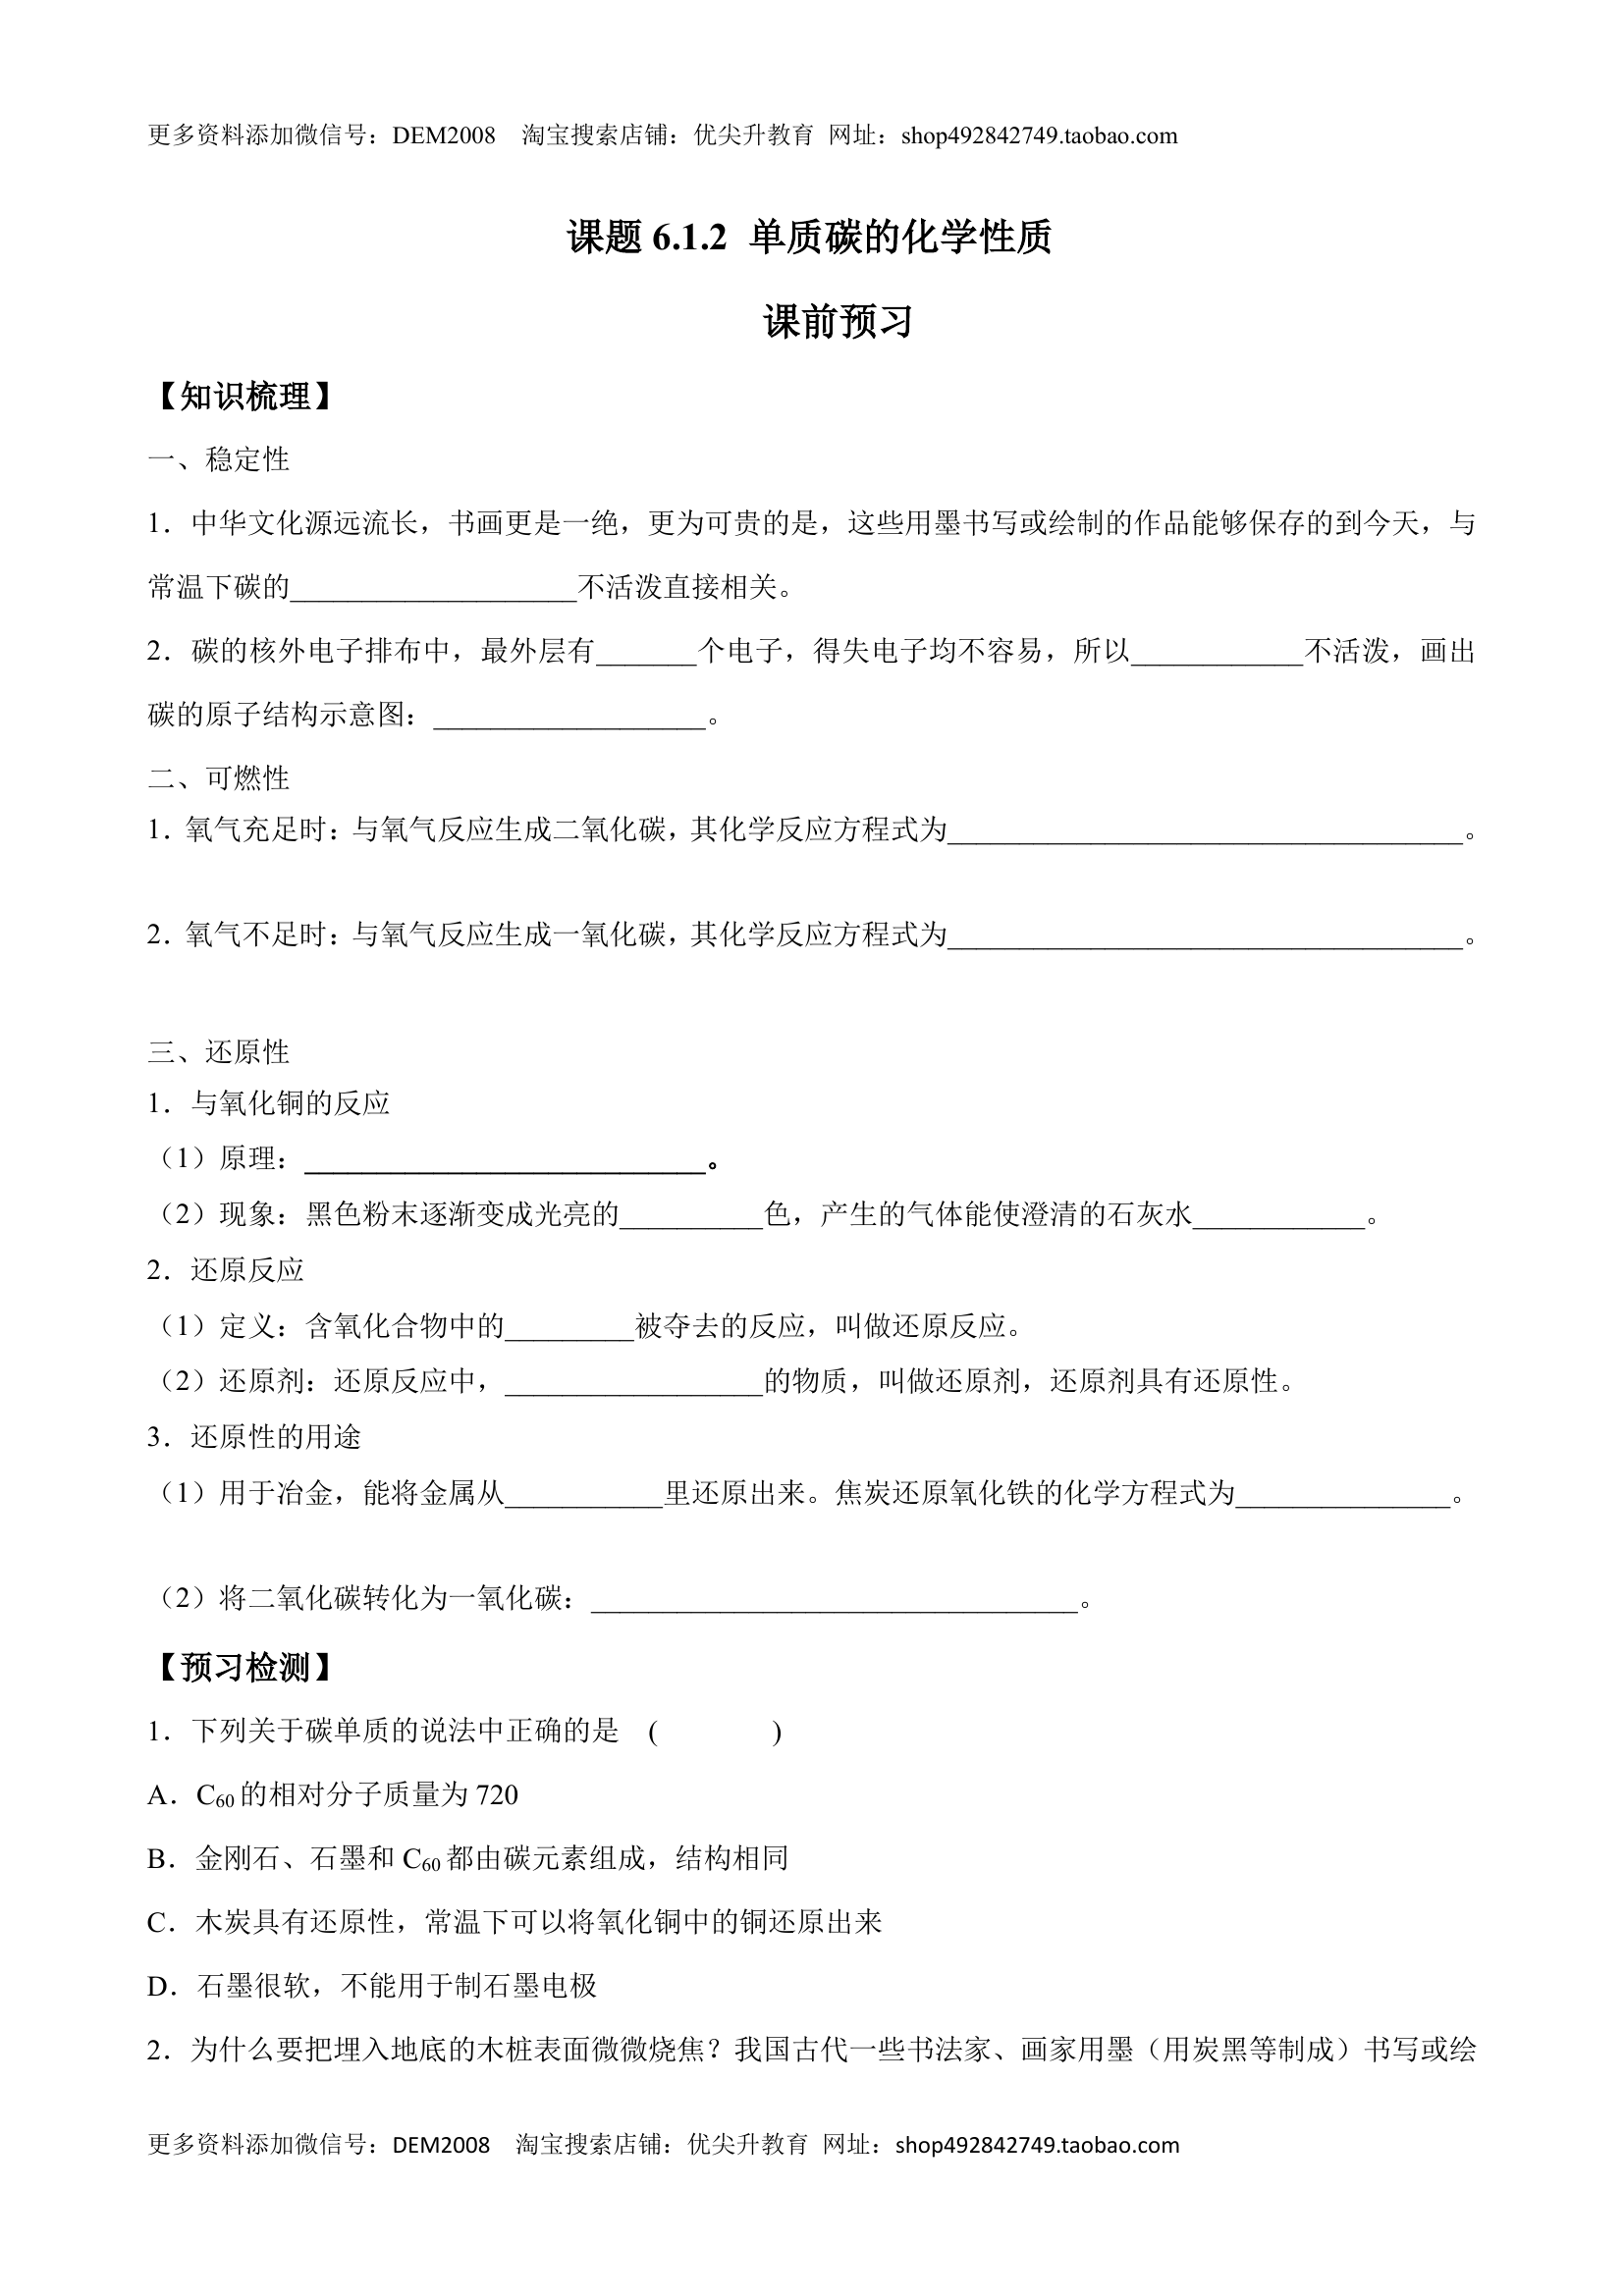 更多资料添加微信号：DEM2008    淘宝搜索店铺：优尖升教育  网址：shop492842749.taobao.com
课题 6.1.2  单质碳的化学性质
课前预习
【知识梳理】
一、稳定性
1．中华文化源远流长，书画更是一绝，更为可贵的是，这些用墨书写或绘制的作品能够保存的到今天，与
常温下碳的____________________不活泼直接相关。
2．碳的核外电子排布中，最外层有_______个电子，得失电子均不容易，所以____________不活泼，画出
碳的原子结构示意图：___________________。
二、可燃性
1．氧气充足时：与氧气反应生成二氧化碳，其化学反应方程式为____________________________________。
2．氧气不足时：与氧气反应生成一氧化碳，其化学反应方程式为____________________________________。
三、还原性
1．与氧化铜的反应
（1）原理：____________________________。
（2）现象：黑色粉末逐渐变成光亮的__________色，产生的气体能使澄清的石灰水____________。
2．还原反应
（1）定义：含氧化合物中的_________被夺去的反应，叫做还原反应。
（2）还原剂：还原反应中，__________________的物质，叫做还原剂，还原剂具有还原性。
3．还原性的用途
（1）用于冶金，能将金属从___________里还原出来。焦炭还原氧化铁的化学方程式为_______________。
（2）将二氧化碳转化为一氧化碳：__________________________________。
【预习检测】
1．下列关于碳单质的说法中正确的是    (                )
A．C₆₀的相对分子质量为 720
B．金刚石、石墨和 C₆₀都由碳元素组成，结构相同
C．木炭具有还原性，常温下可以将氧化铜中的铜还原出来
D．石墨很软，不能用于制石墨电极
2．为什么要把埋入地底的木桩表面微微烧焦？我国古代一些书法家、画家用墨（用炭黑等制成）书写或绘
更多资料添加微信号：DEM2008    淘宝搜索店铺：优尖升教育  网址：shop492842749.taobao.com